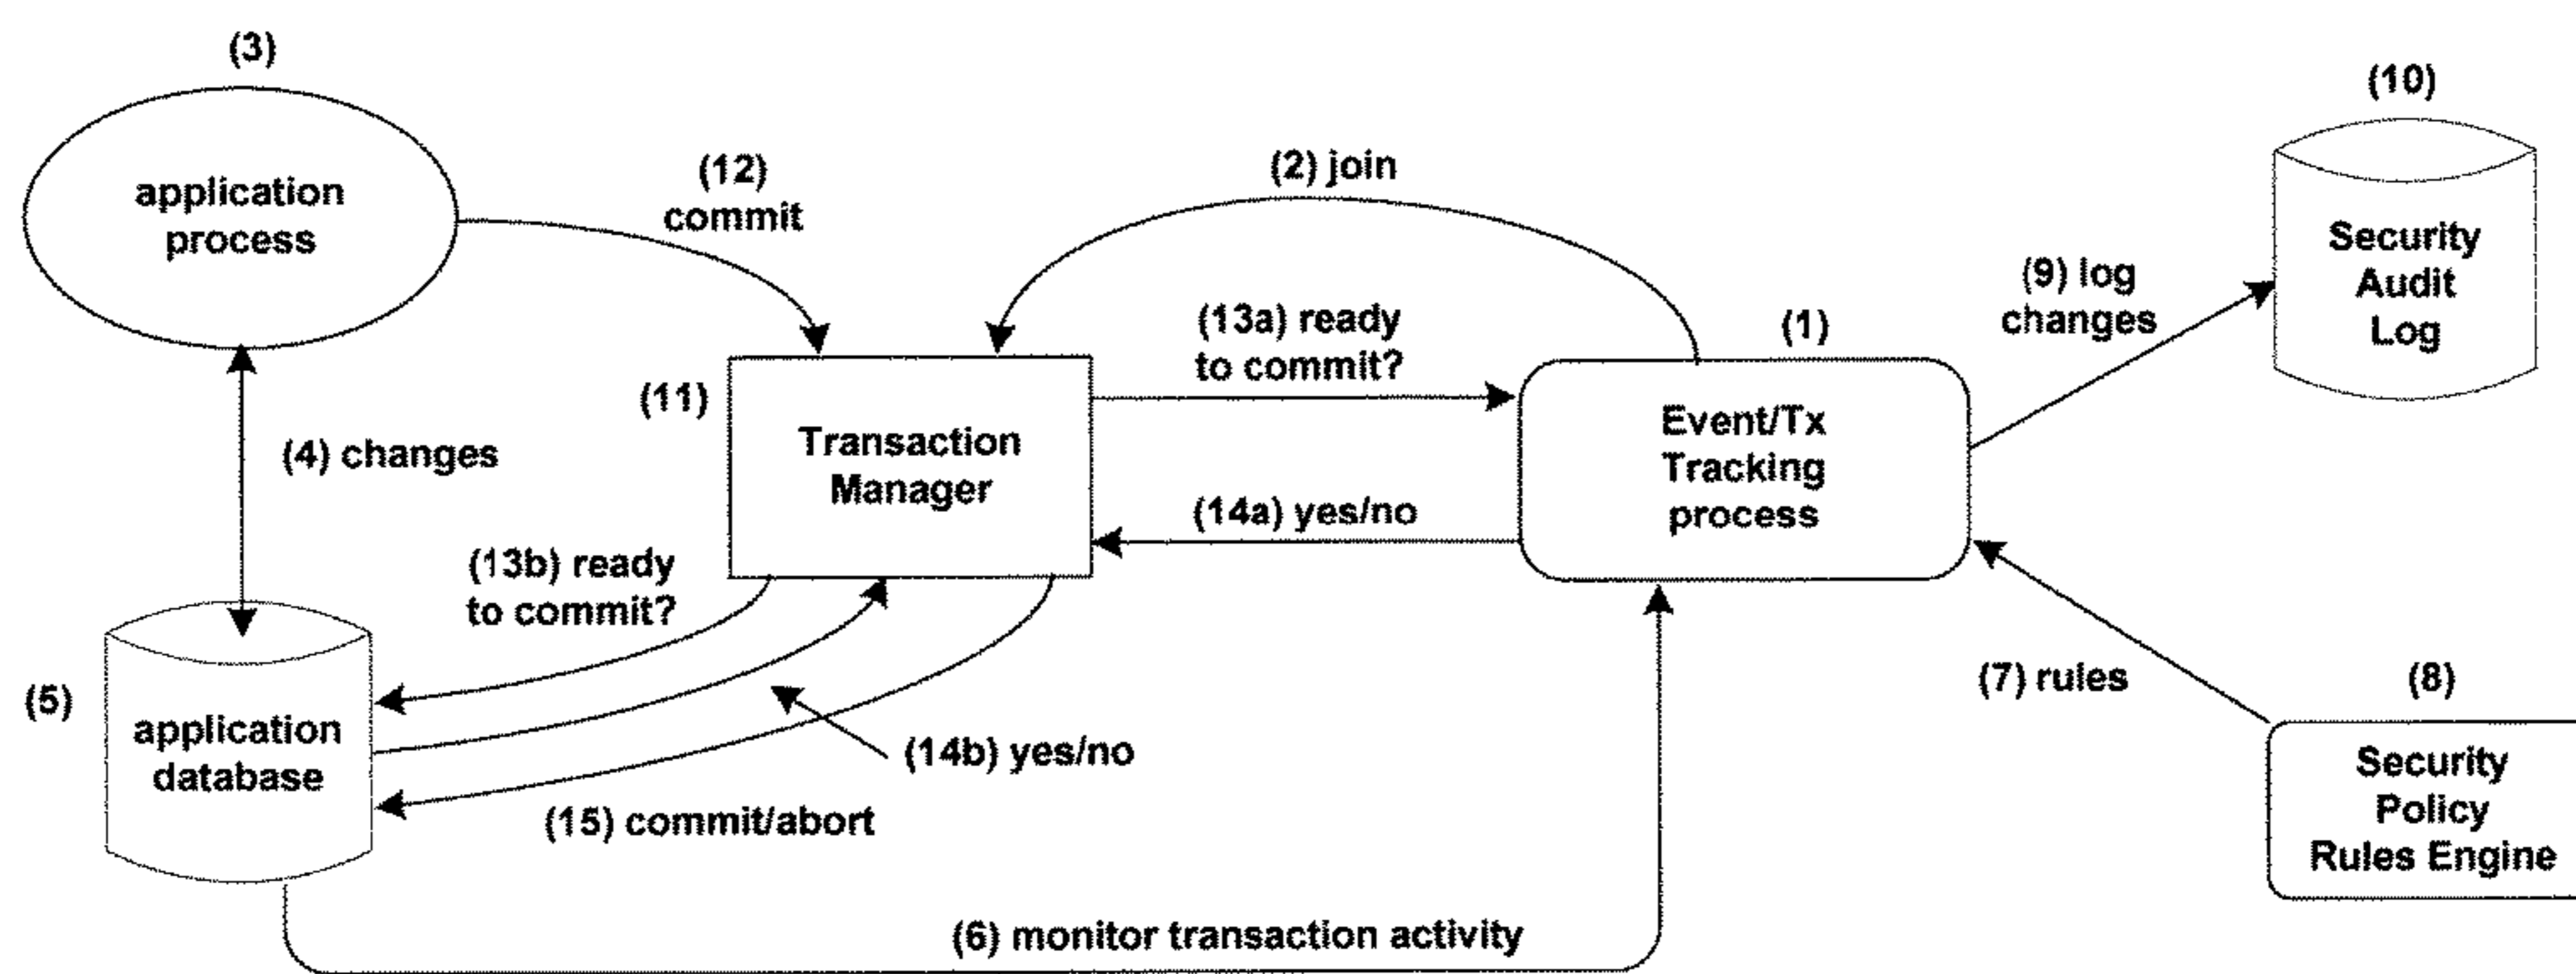 (3)
application
process
(12)
commit
(2) join
(10)
Security
Audit
Log
(9) log
changes
(13a) ready
to commit?
(1)
(11)
Transaction
Manager
Event/Tx
Tracking
process
(4) changes
(14a) yes/no
(13b) ready
to commit?
(5)
application
database
(14b) yes/no
(7) rules
(8)
Security
Policy
Rules Engine
(15) commit/abort
(6) monitor transaction activity